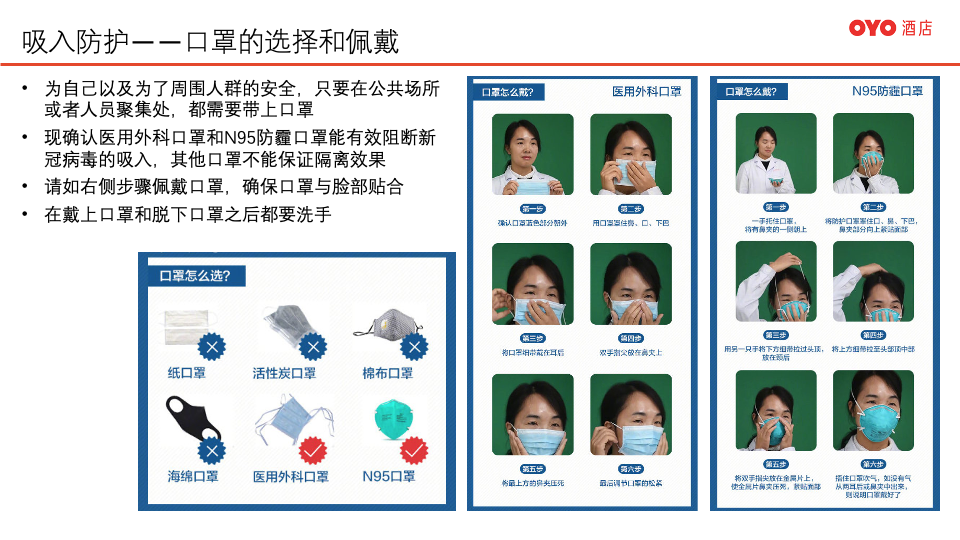 吸入防护——口罩的选择和佩戴
OYO 酒店
• 为自己以及为了周围人群的安全，只要在公共场所
或者人员聚集处，都需要带上口罩
• 现确认医用外科口罩和N95防霾口罩能有效阻断新
冠病毒的吸入，其他口罩不能保证隔离效果
• 请如右侧步骤佩戴口罩，确保口罩与脸部贴合
• 在戴上口罩和脱下口罩之后都要洗手
口罩怎么选?
纸口罩
活性炭口罩
棉布口罩
海绵口罩
医用外科口罩
N95口罩
口罩怎么戴?
医用外科口罩
第一步
确认口罩蓝色部分朝外
第二步
用口罩罩住鼻、口、下巴
第三步
将口罩绑带戴在耳后
第四步
双手指尖放在鼻夹上
第五步
将最上方的鼻夹压死
第六步
最后调节口罩的松紧
口罩怎么戴?
N95防霾口罩
第一步
一手托住口罩，
将有鼻夹的一侧朝上
第二步
将防护口罩罩住口、鼻、下巴，
鼻夹部分向上紧贴面部
第三步
用另一只手将下方绑带拉过头顶，
放在颈后
第四步
将上方绑带拉至头部顶中部
第五步
将双手指尖放在金属片上，
使金属片鼻夹压死，紧贴面部
第六步
捂住口罩吹气，如没有气
从两耳后或鼻夹中出来，
则说明口罩戴好了